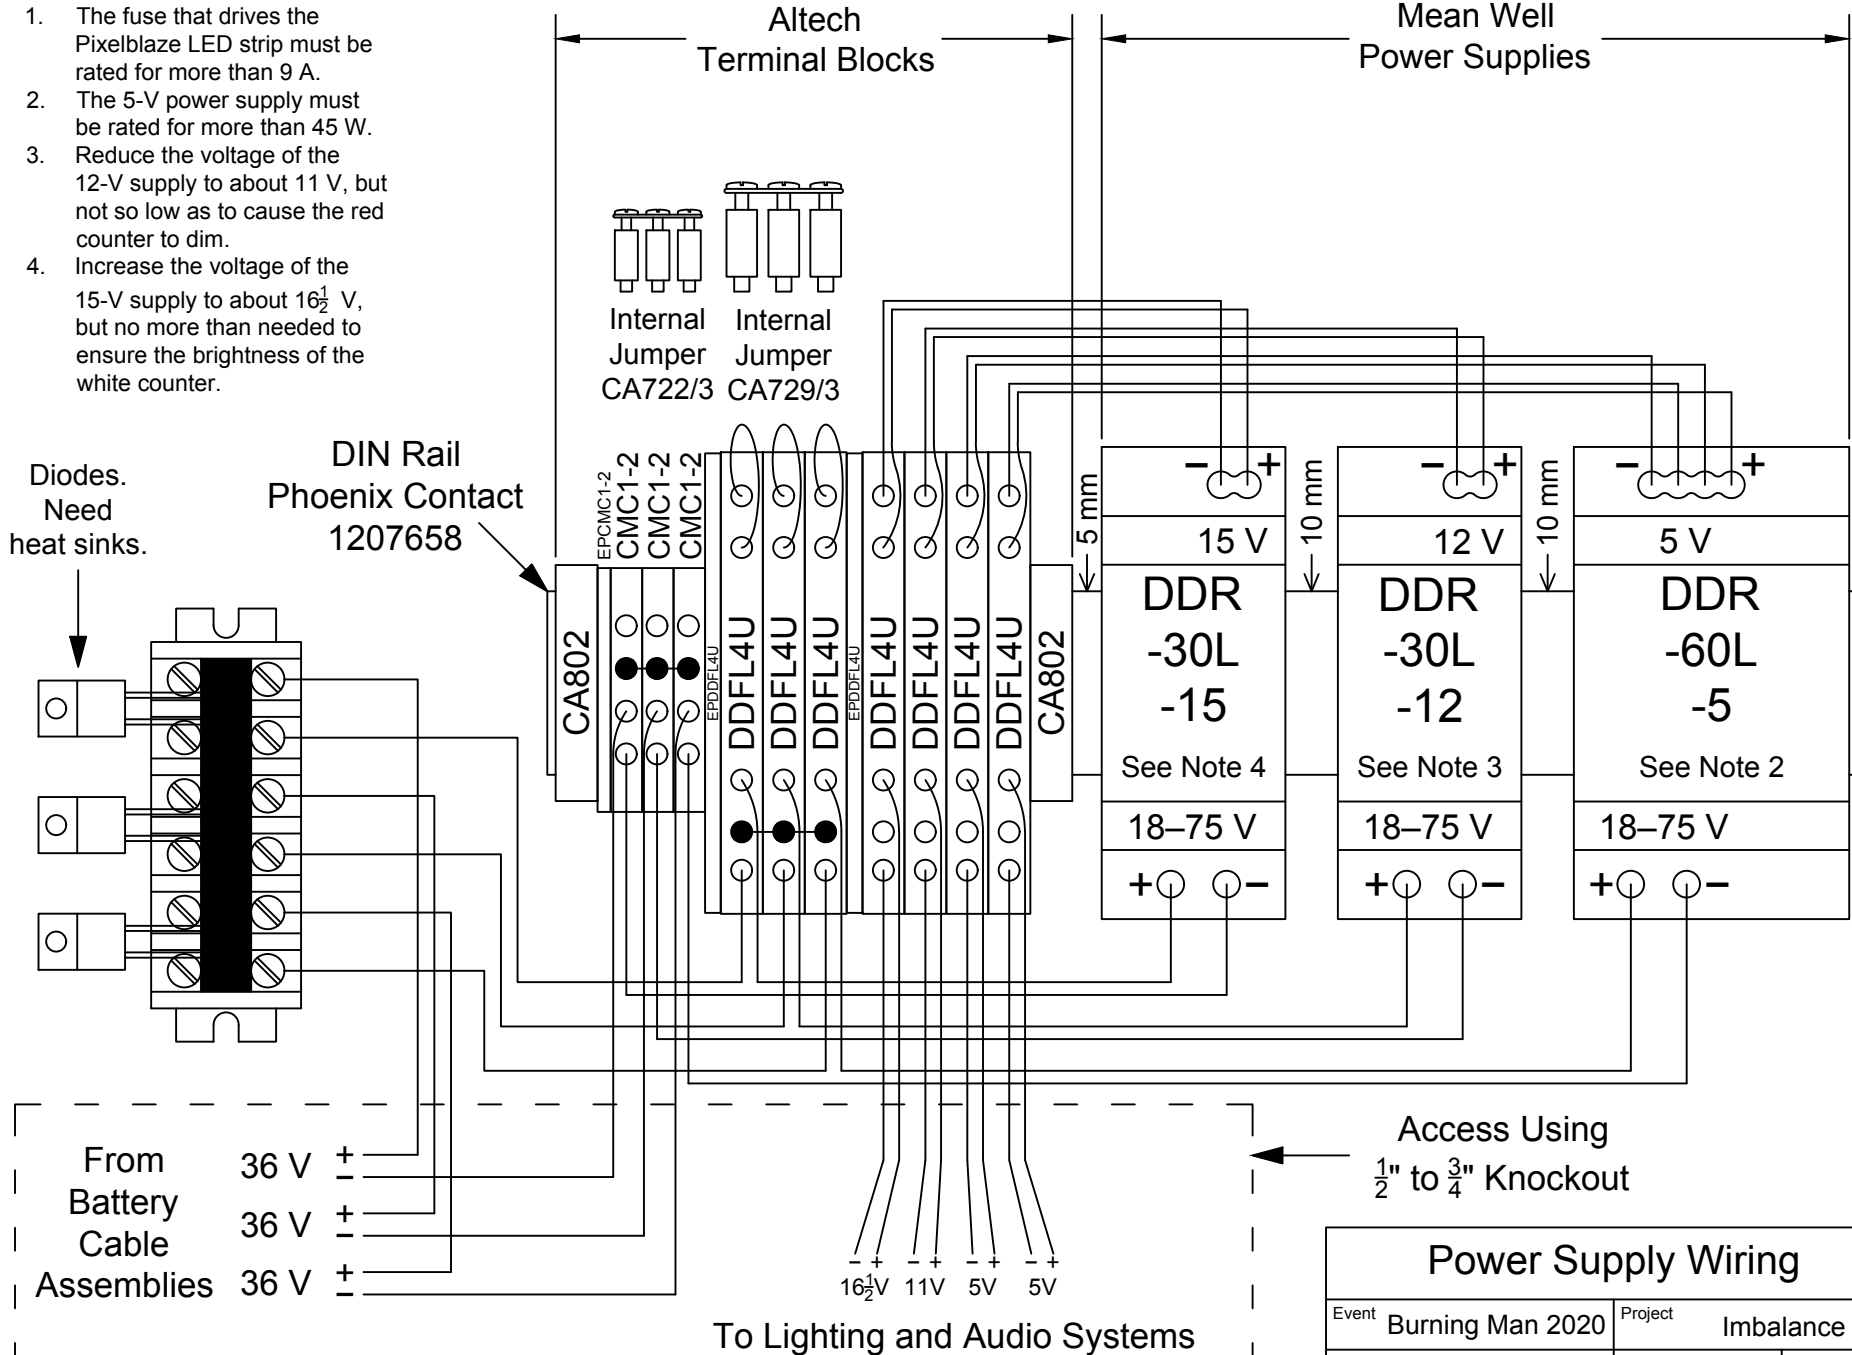 1. The fuse that drives the
Pixelblaze LED strip must be
rated for more than 9 A.
2. The 5-V power supply must
be rated for more than 45 W.
3. Reduce the voltage of the
12-V supply to about 11 V, but
not so low as to cause the red
counter to dim.
4. Increase the voltage of the
15-V supply to about 16½ V,
but no more than needed to
ensure the brightness of the
white counter.
Altech
Terminal Blocks
Mean Well
Power Supplies
Internal
Jumper
CA722/3
Internal
Jumper
CA729/3
DIN Rail
Phoenix Contact
1207658
Diodes.
Need
heat sinks.
CA802
EPCMC1-2
CMC1-2
CMC1-2
CMC1-2
EPDDFL4U
DDFL4U
DDFL4U
DDFL4U
EPDDFL4U
DDFL4U
DDFL4U
DDFL4U
DDFL4U
CA802
5 mm
– +
15 V
DDR
-30L
-15
See Note 4
18–75 V
+ –
10 mm
– +
12 V
DDR
-30L
-12
See Note 3
18–75 V
+ –
10 mm
– +
5 V
DDR
-60L
-5
See Note 2
18–75 V
+ –
From
Battery
Cable
Assemblies
36 V + –
36 V + –
36 V + –
– + – + – + – +
16½V 11V 5V 5V
To Lighting and Audio Systems
Access Using
½" to ¾" Knockout
Power Supply Wiring
Event Burning Man 2020 Project Imbalance